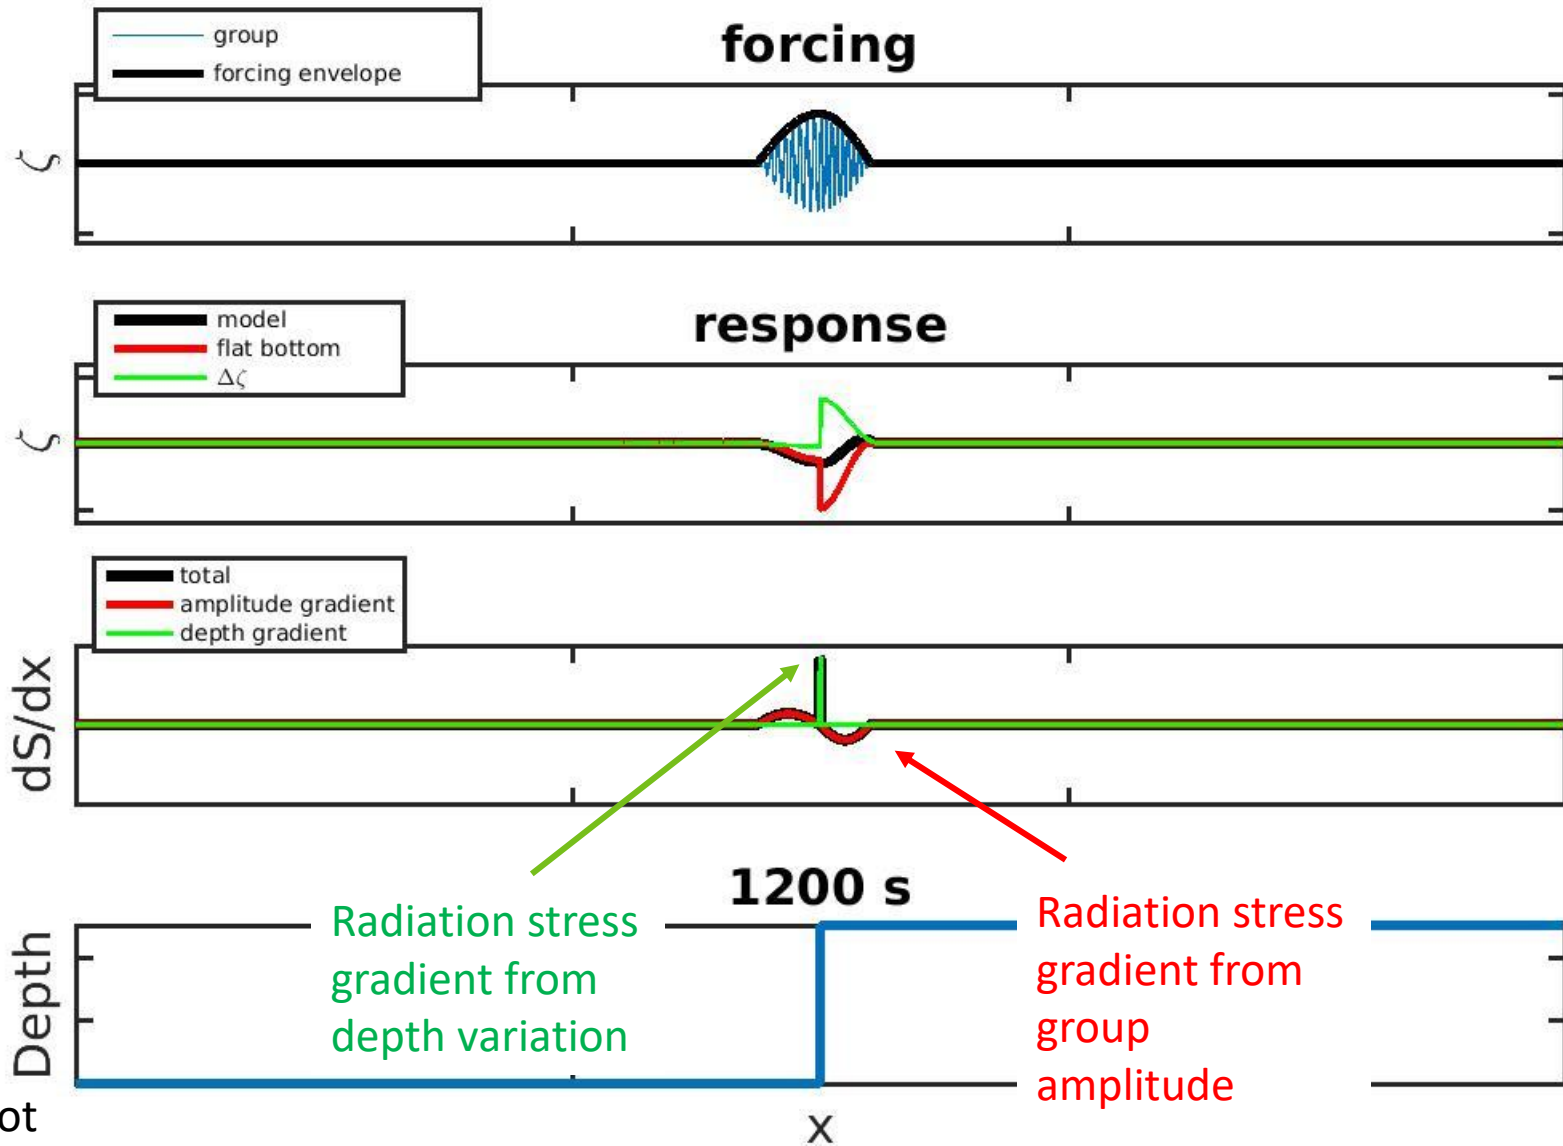 group
forcing envelope
forcing
ζ
model
flat bottom
Δζ
response
ζ
total
amplitude gradient
depth gradient
dS/dx
1200 s
Radiation stress
gradient from
depth variation
Radiation stress
gradient from
group
amplitude
Depth
ot
x